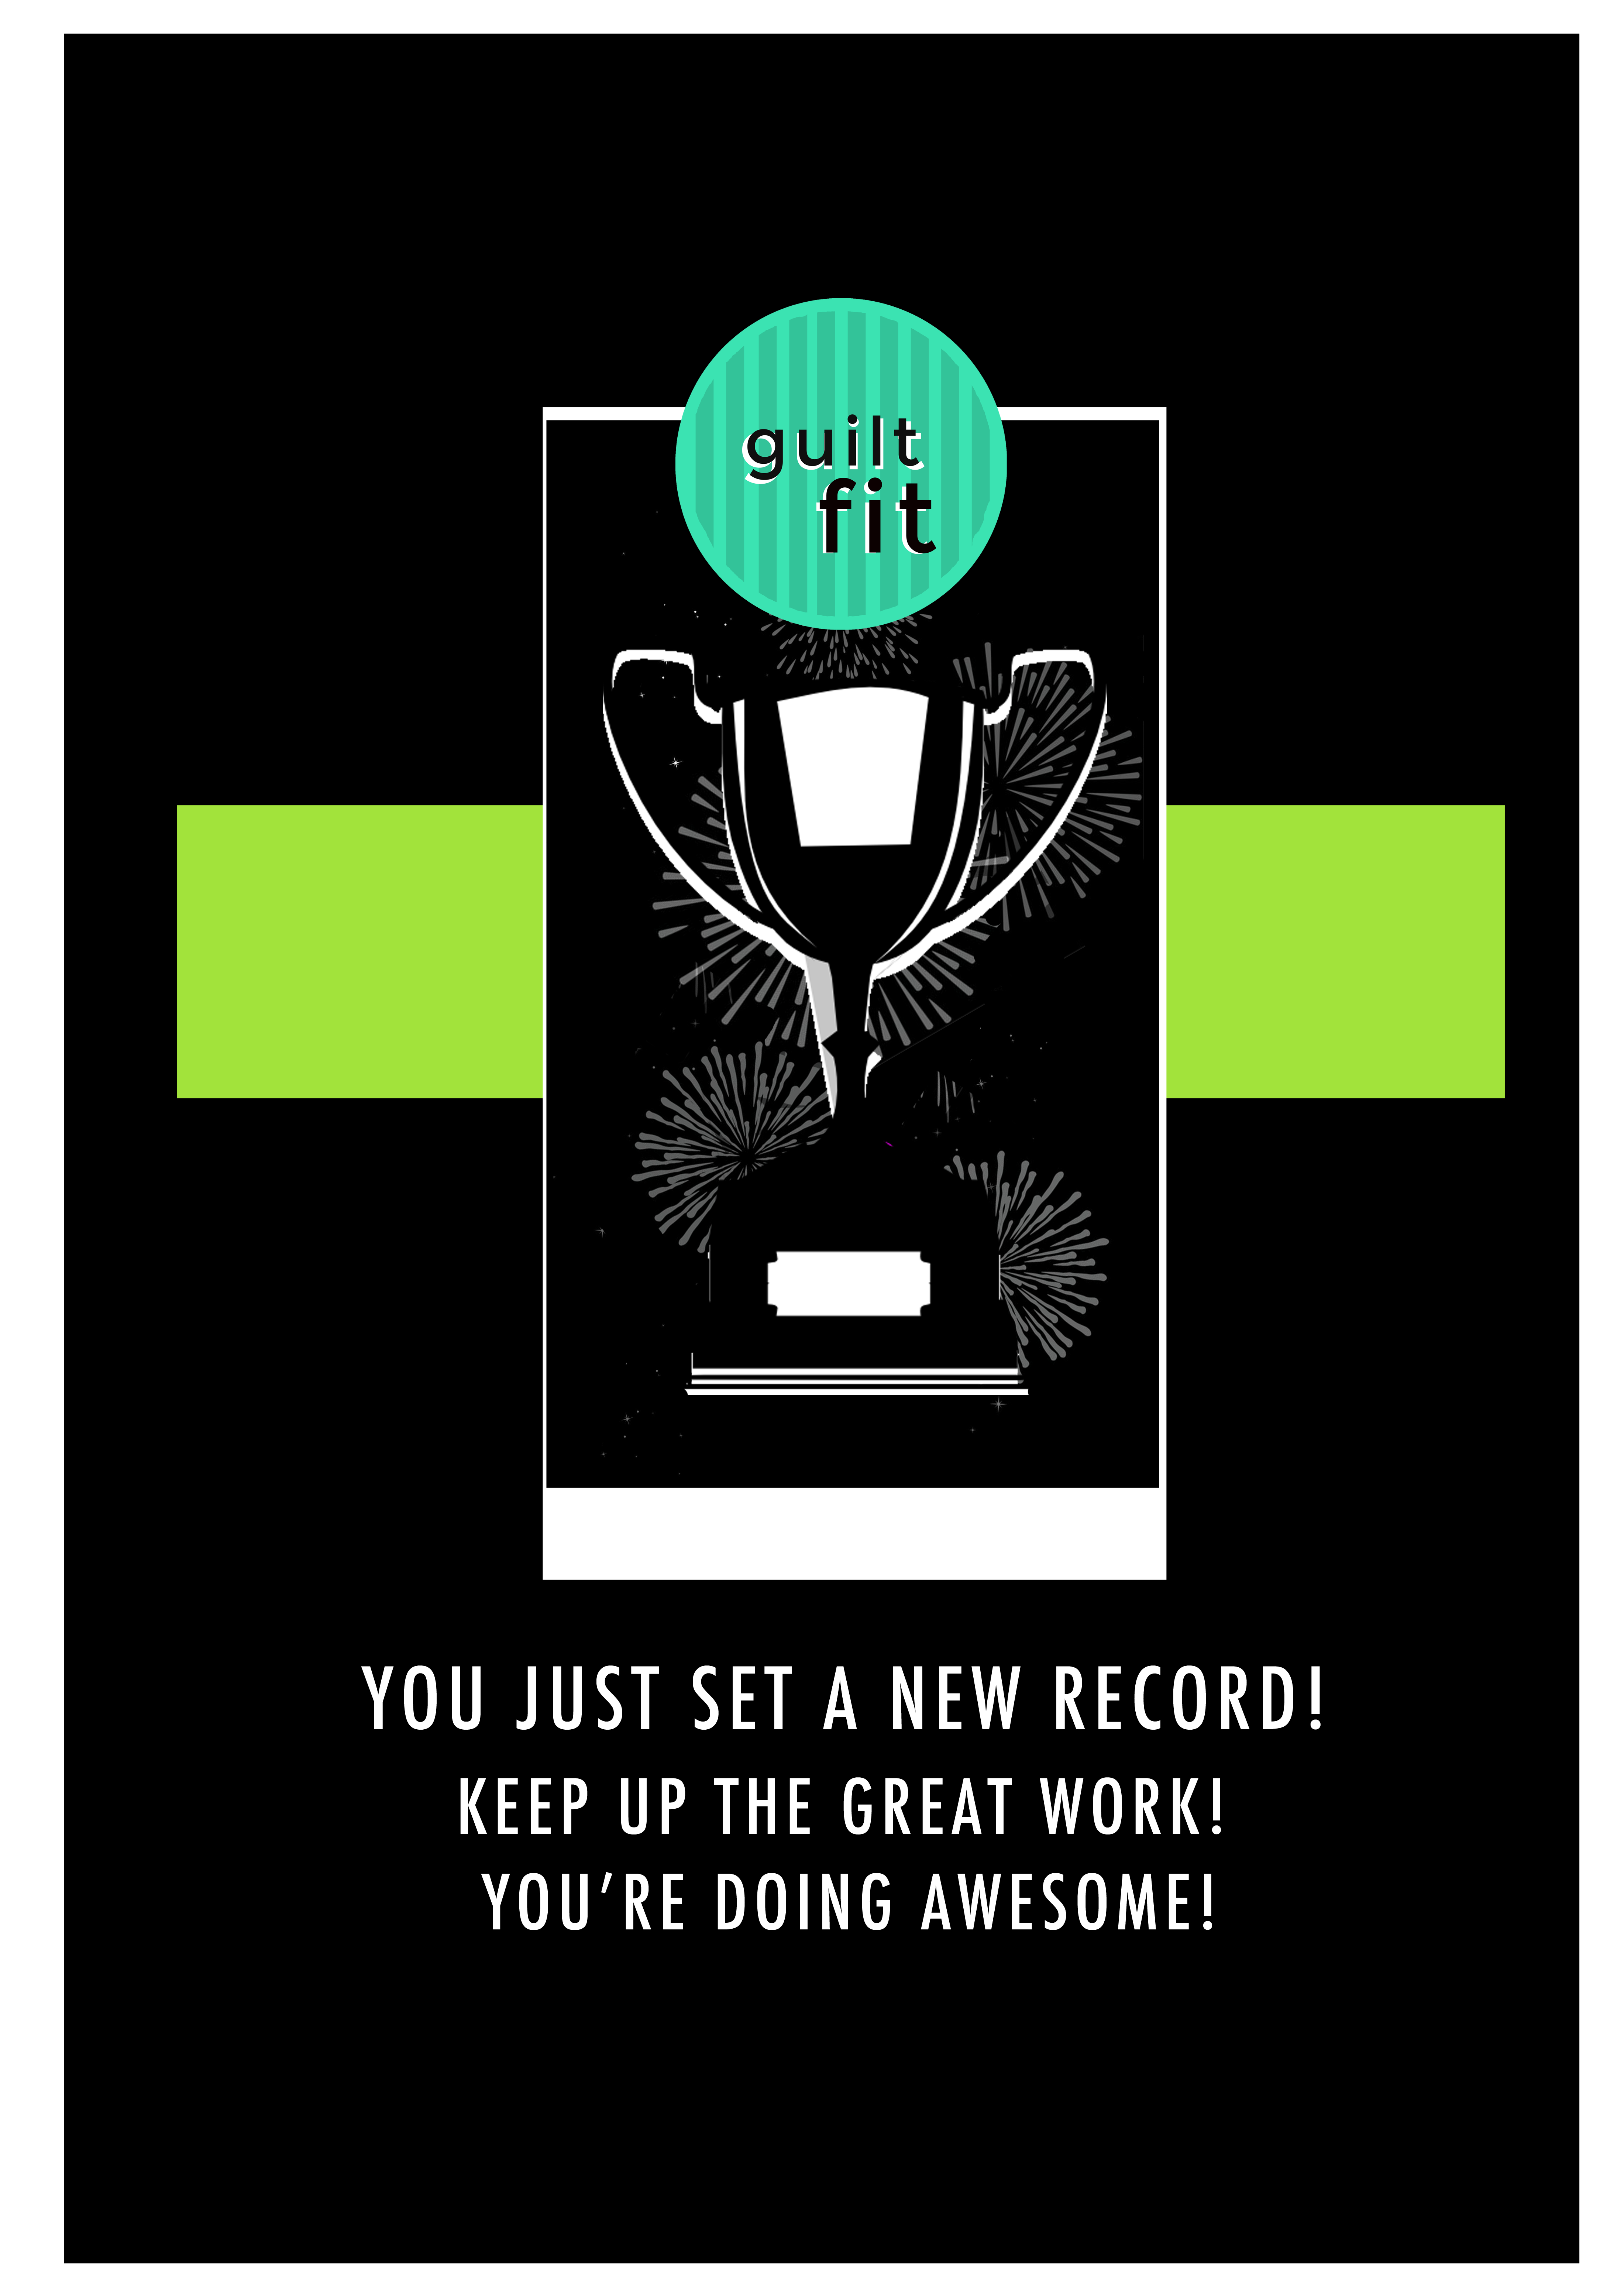 guilt
fit
YOU JUST SET A NEW RECORD!
KEEP UP THE GREAT WORK!
YOU’RE DOING AWESOME!